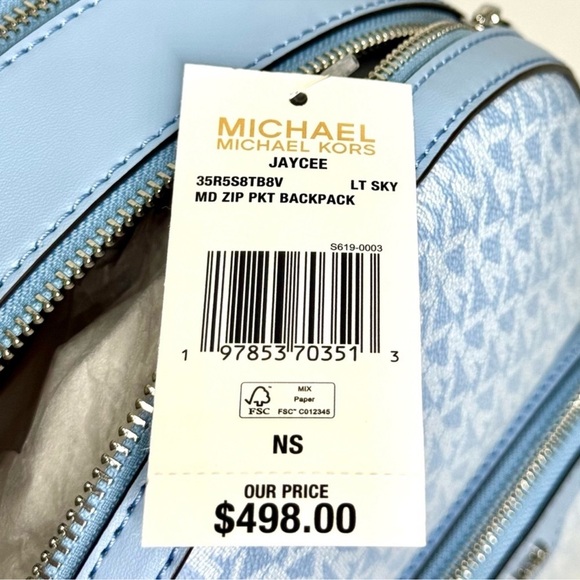 MICHAEL
MICHAEL KORS
JAYCEE
35R5S8TB8V LT SKY
MD ZIP PKT BACKPACK
S619-0003
1 97853 70351 3
FSC
MIX
Paper
FSC™ C012345
NS
OUR PRICE
$498.00